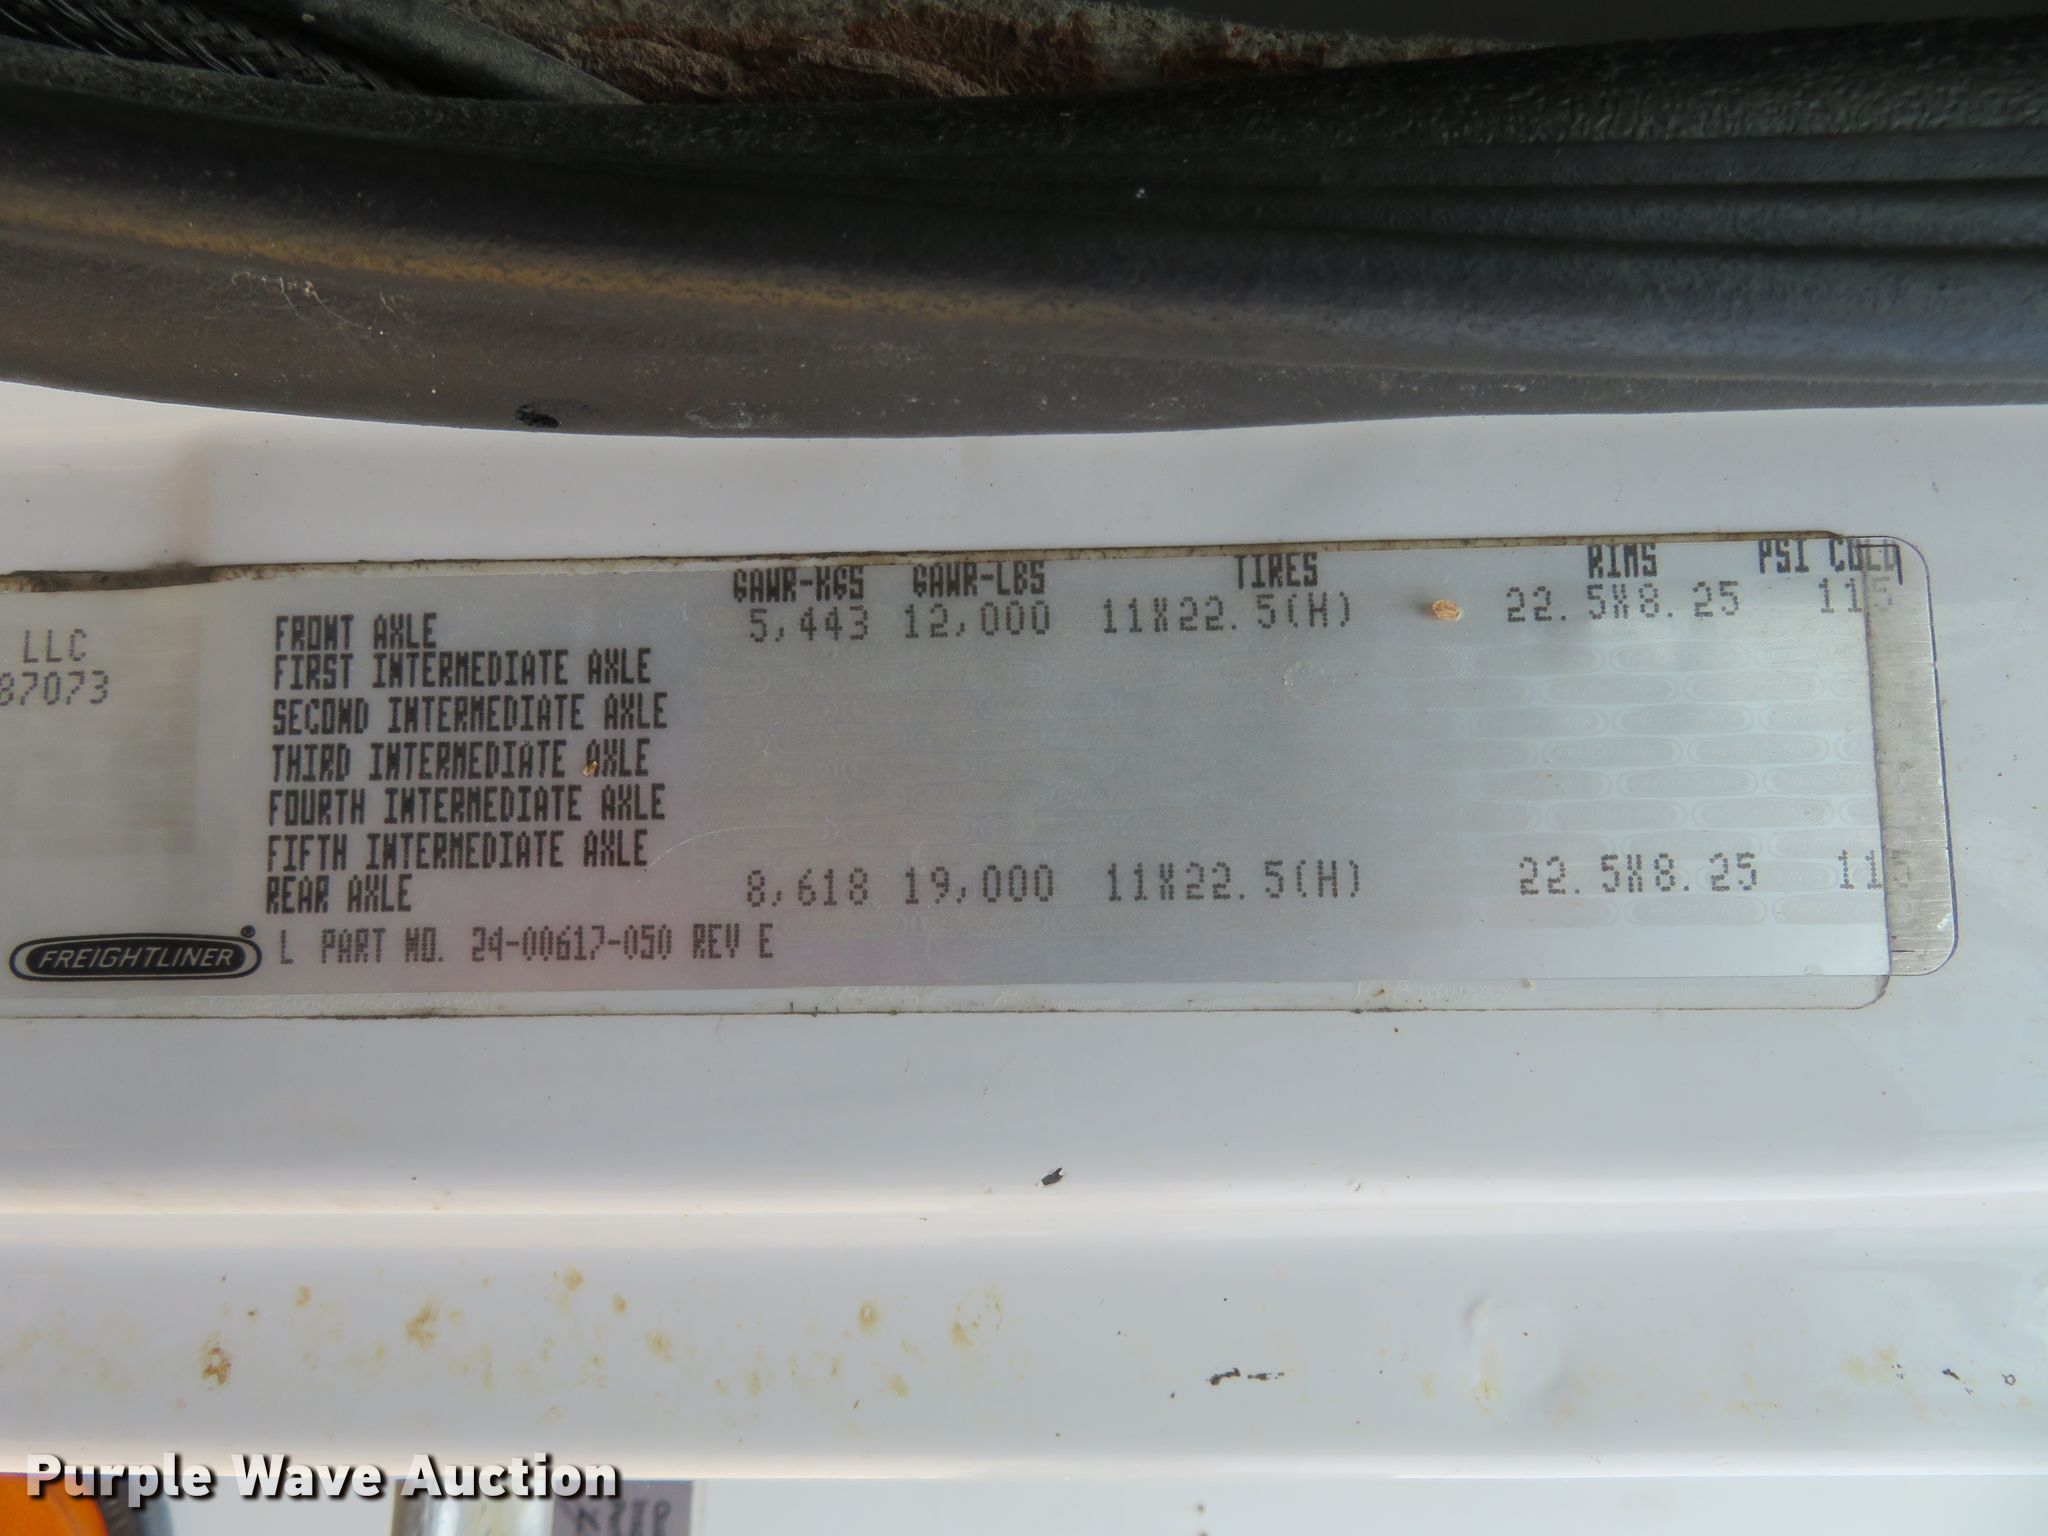 GAWR-KGS GAWR-LBS TIRES RIMS PSI COLD
FRONT AXLE 5,443 12,000 11X22.5(H) 22.5X8.25 115
FIRST INTERMEDIATE AXLE
SECOND INTERMEDIATE AXLE
THIRD INTERMEDIATE AXLE
FOURTH INTERMEDIATE AXLE
FIFTH INTERMEDIATE AXLE
REAR AXLE 8,618 19,000 11X22.5(H) 22.5X8.25 11
LLC
87073
FREIGHTLINER® L PART NO. 24-00617-050 REV E
Purple Wave Auction